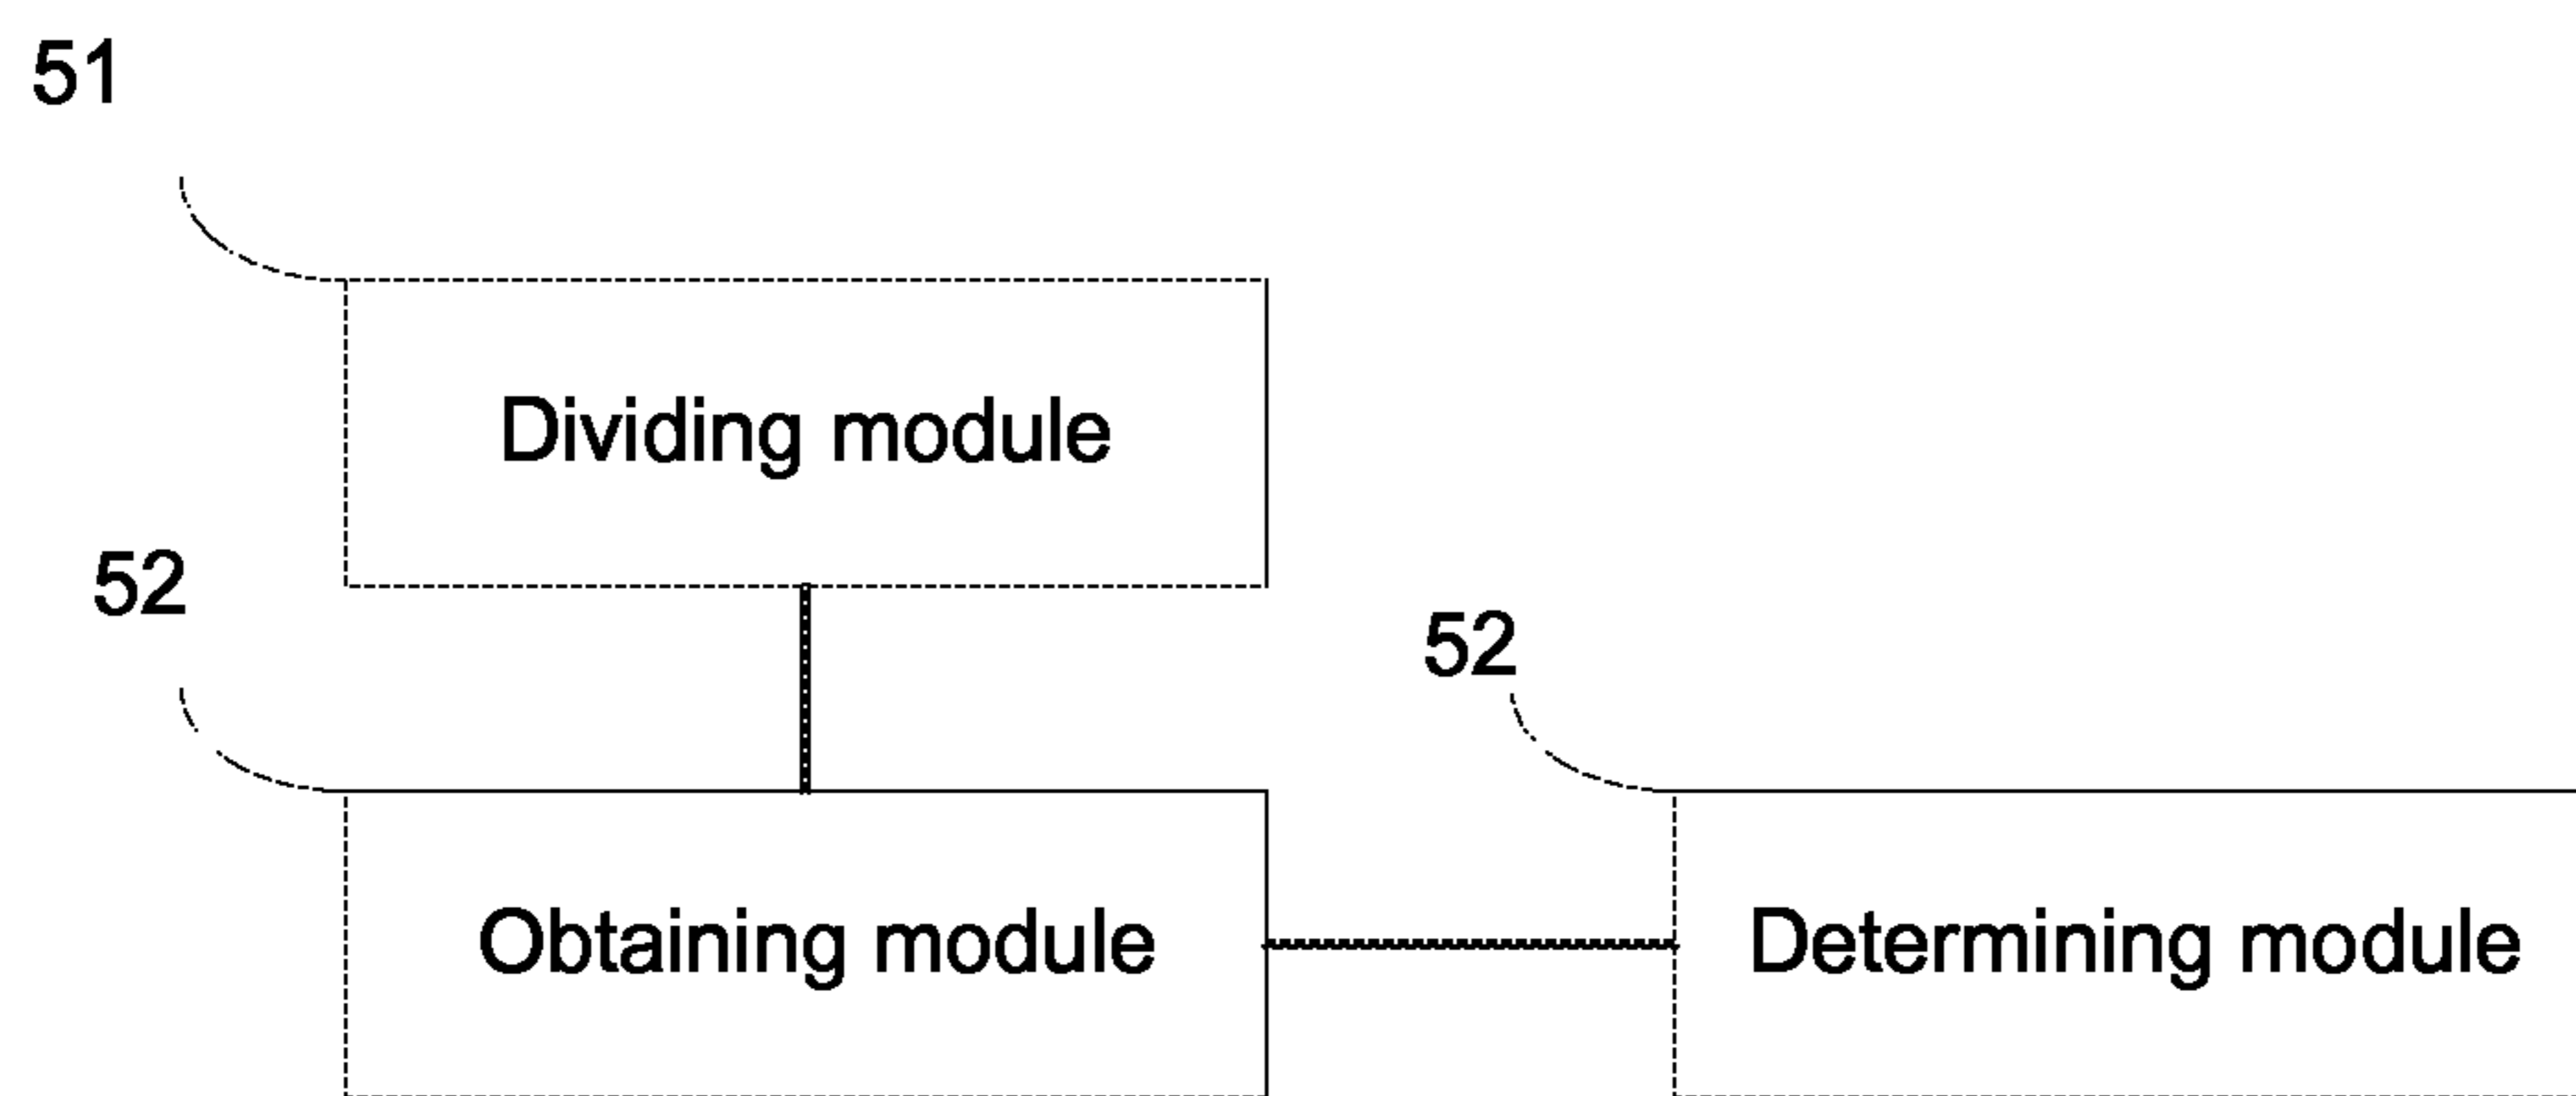 51
Dividing module
52
52
Obtaining module
Determining module